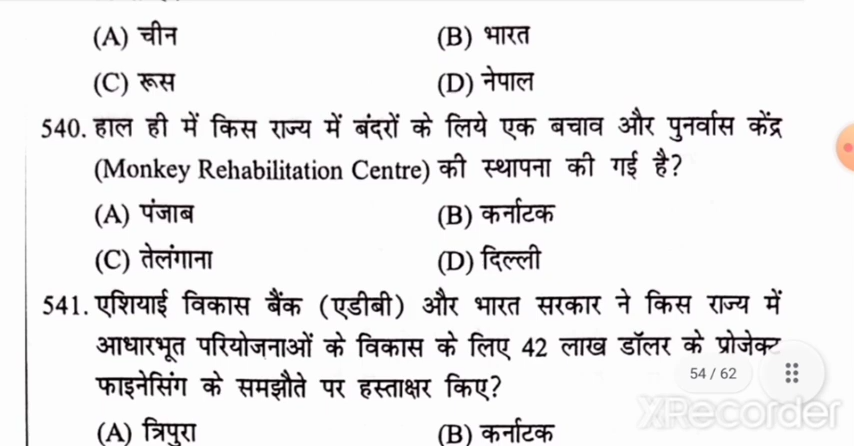 (A) चीन (B) भारत
(C) रूस (D) नेपाल
540. हाल ही में किस राज्य में बंदरों के लिये एक बचाव और पुनर्वास केंद्र
(Monkey Rehabilitation Centre) की स्थापना की गई है?
(A) पंजाब (B) कर्नाटक
(C) तेलंगाना (D) दिल्ली
541. एशियाई विकास बैंक (एडीबी) और भारत सरकार ने किस राज्य में
आधारभूत परियोजनाओं के विकास के लिए 42 लाख डॉलर के प्रोजेक्ट
फाइनेसिंग के समझौते पर हस्ताक्षर किए?
54 / 62
(A) त्रिपुरा (B) कर्नाटक
XRecorder